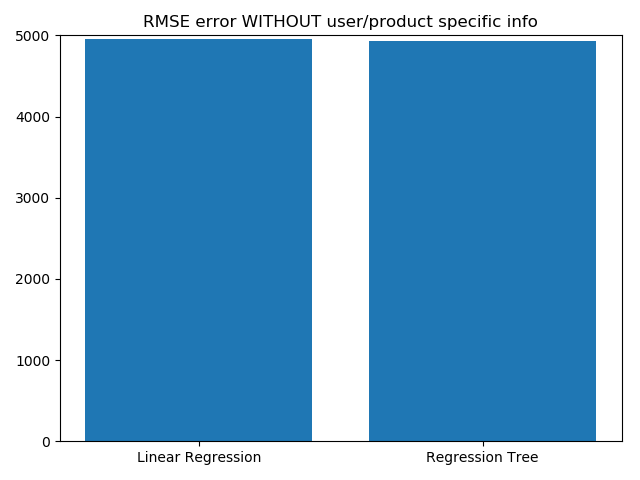 RMSE error WITHOUT user/product specific info
5000
4000
3000
2000
1000
0
Linear Regression
Regression Tree